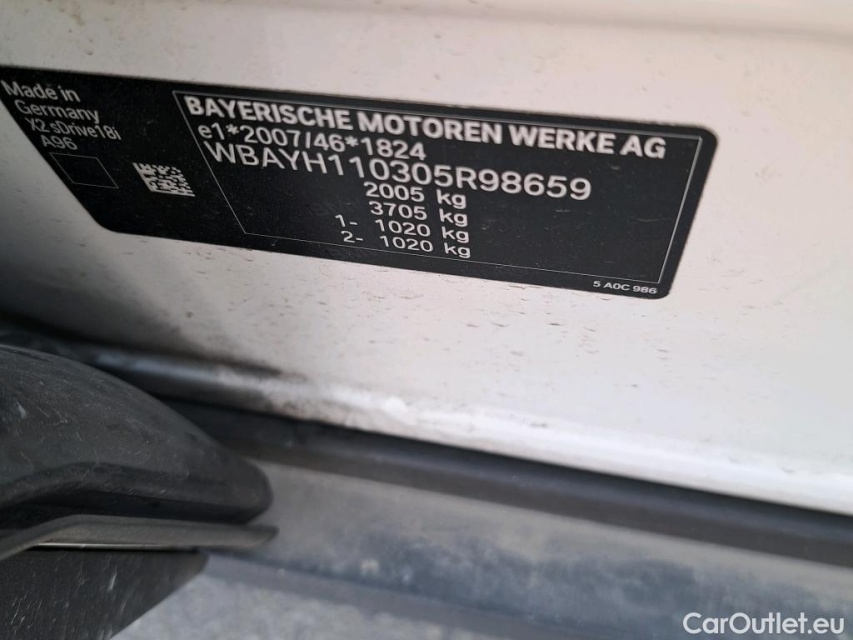 Made in
Germany
X2 sDrive18i
A96
BAYERISCHE MOTOREN WERKE AG
e1*2007/46*1824
WBAYH110305R98659
2005 kg
3705 kg
1- 1020 kg
2- 1020 kg
5 A0C 986
CarOutlet.eu